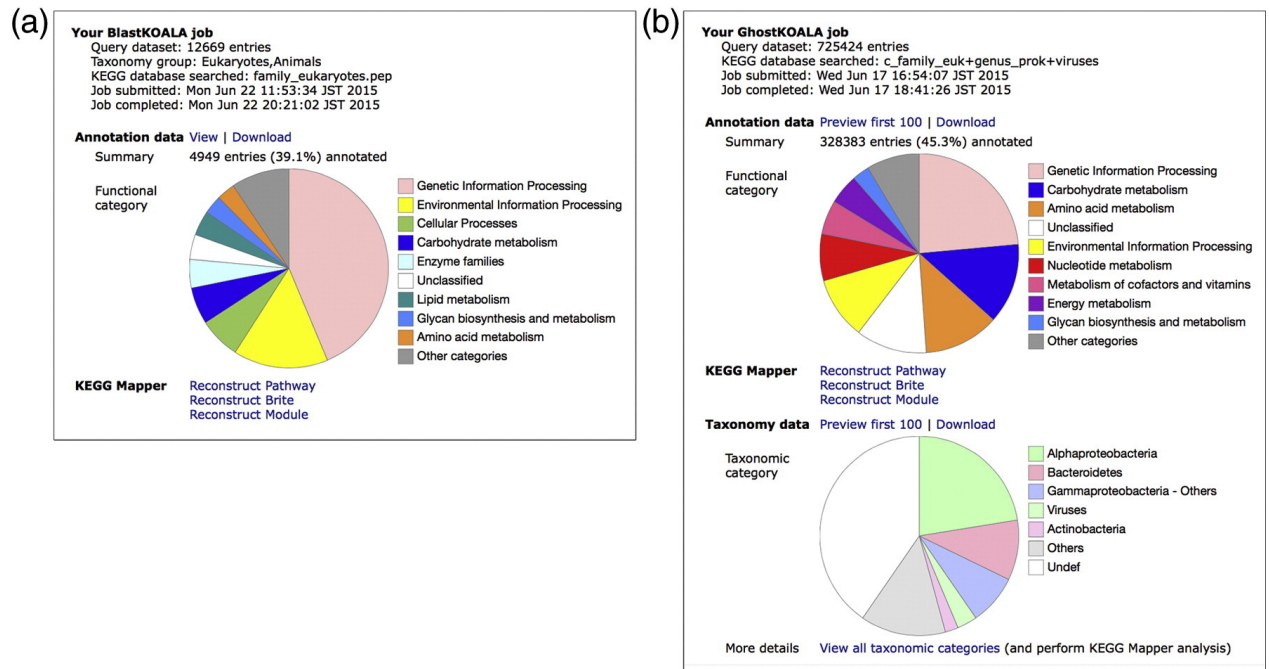 (a)
Your BlastKOALA job
Query dataset: 12669 entries
Taxonomy group: Eukaryotes,Animals
KEGG database searched: family_eukaryotes.pep
Job submitted: Mon Jun 22 11:53:34 JST 2015
Job completed: Mon Jun 22 20:21:02 JST 2015
Annotation data View | Download
Summary 4949 entries (39.1%) annotated
Functional category
Genetic Information Processing
Environmental Information Processing
Cellular Processes
Carbohydrate metabolism
Enzyme families
Unclassified
Lipid metabolism
Glycan biosynthesis and metabolism
Amino acid metabolism
Other categories
KEGG Mapper Reconstruct Pathway
Reconstruct Brite
Reconstruct Module
(b)
Your GhostKOALA job
Query dataset: 725424 entries
KEGG database searched: c_family_euk+genus_prok+viruses
Job submitted: Wed Jun 17 16:54:07 JST 2015
Job completed: Wed Jun 17 18:41:26 JST 2015
Annotation data Preview first 100 | Download
Summary 328383 entries (45.3%) annotated
Functional category
Genetic Information Processing
Carbohydrate metabolism
Amino acid metabolism
Unclassified
Environmental Information Processing
Nucleotide metabolism
Metabolism of cofactors and vitamins
Energy metabolism
Glycan biosynthesis and metabolism
Other categories
KEGG Mapper Reconstruct Pathway
Reconstruct Brite
Reconstruct Module
Taxonomy data Preview first 100 | Download
Taxonomic category
Alphaproteobacteria
Bacteroidetes
Gammaproteobacteria - Others
Viruses
Actinobacteria
Others
Undef
More details View all taxonomic categories (and perform KEGG Mapper analysis)